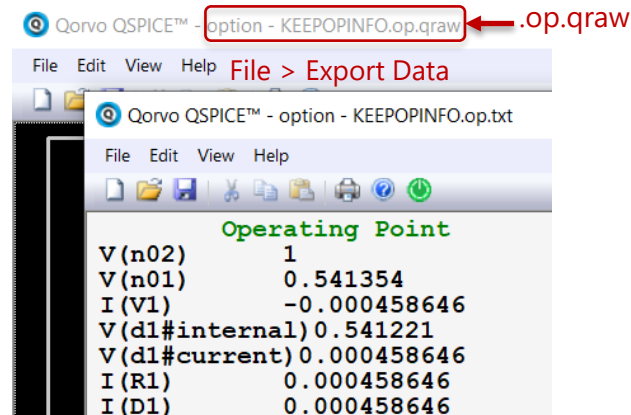 Qorvo QSPICE™ - option - KEEPOPINFO.op.qraw .op.qraw
File Edit View Help File > Export Data
Qorvo QSPICE™ - option - KEEPOPINFO.op.txt
File Edit View Help
Operating Point
V(n02) 1
V(n01) 0.541354
I(V1) -0.000458646
V(d1#internal)0.541221
V(d1#current)0.000458646
I(R1) 0.000458646
I(D1) 0.000458646